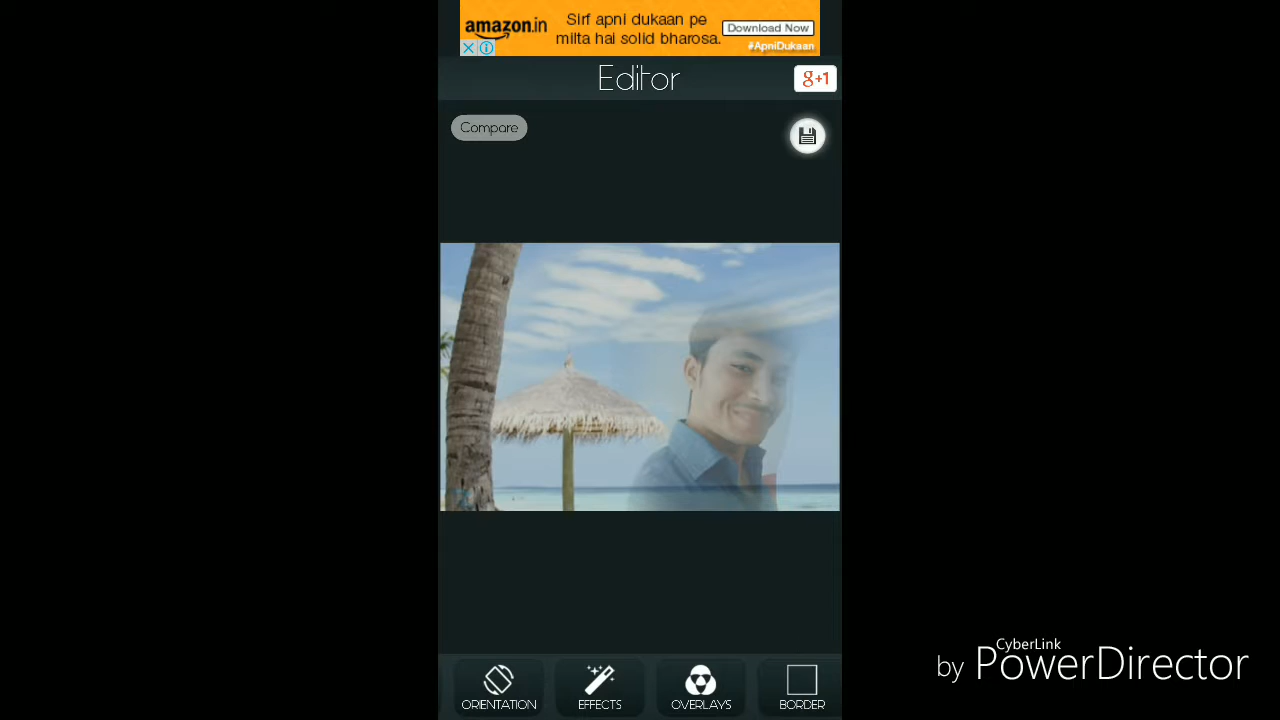 amazon.in
Sirf apni dukaan pe
milta hai solid bharosa.
Download Now
#ApniDukaan
Editor
g+1
Compare
ORIENTATION
EFFECTS
OVERLAYS
BORDER
CyberLink
by PowerDirector